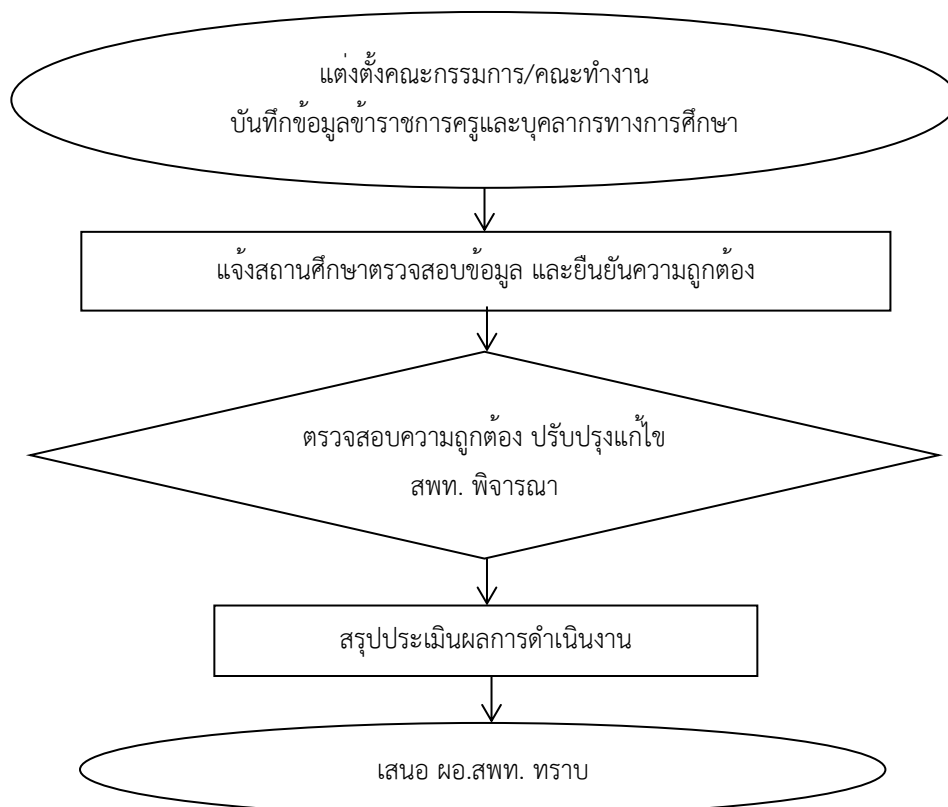 แต่งตั้งคณะกรรมการ/คณะทำงาน
บันทึกข้อมูลข้าราชการครูและบุคลากรทางการศึกษา
แจ้งสถานศึกษาตรวจสอบข้อมูล และยืนยันความถูกต้อง
ตรวจสอบความถูกต้อง ปรับปรุงแก้ไข
สพท. พิจารณา
สรุปประเมินผลการดำเนินงาน
เสนอ ผอ.สพท. ทราบ